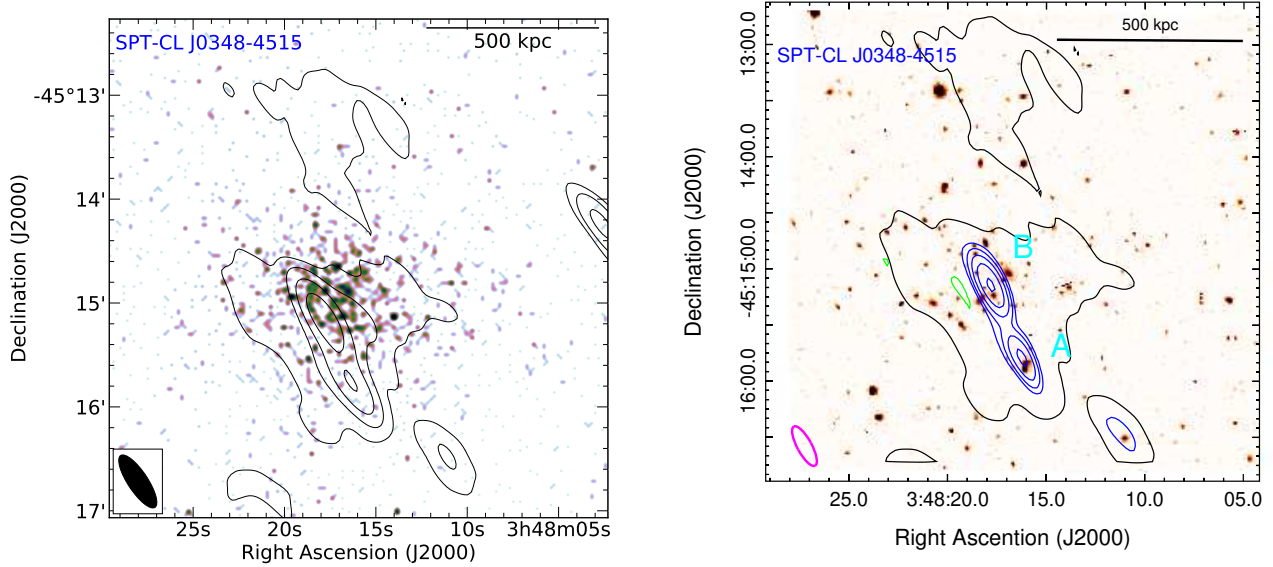 SPT-CL J0348-4515
500 kpc
-45°13'
14'
15'
16'
17'
25s
20s
15s
10s
3h48m05s
Right Ascension (J2000)
Declination (J2000)
SPT-CL J0348-4515
500 kpc
B
A
13:00.0
14:00.0
-45:15:00.0
16:00.0
25.0
3:48:20.0
15.0
10.0
05.0
Right Ascention (J2000)
Declination (J2000)